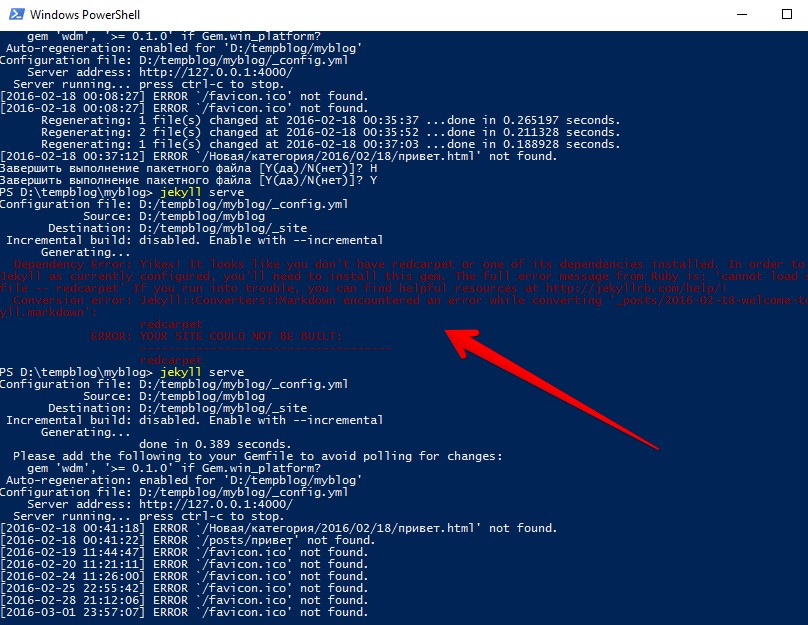 Windows PowerShell
gem 'wdm', '>= 0.1.0' if Gem.win_platform?
Auto-regeneration: enabled for 'D:/tempblog/myblog'
Configuration file: D:/tempblog/myblog/_config.yml
Server address: http://127.0.0.1:4000/
Server running... press ctrl-c to stop.
[2016-02-18 00:08:27] ERROR `/favicon.ico' not found.
[2016-02-18 00:08:27] ERROR `/favicon.ico' not found.
Regenerating: 1 file(s) changed at 2016-02-18 00:35:37 ...done in 0.265197 seconds.
Regenerating: 2 file(s) changed at 2016-02-18 00:35:52 ...done in 0.211328 seconds.
Regenerating: 1 file(s) changed at 2016-02-18 00:37:03 ...done in 0.188928 seconds.
[2016-02-18 00:37:12] ERROR `/Новая/категория/2016/02/18/привет.html' not found.
Завершить выполнение пакетного файла [Y(да)/N(нет)]? Н
Завершить выполнение пакетного файла [Y(да)/N(нет)]? Y
PS D:\tempblog\myblog> jekyll serve
Configuration file: D:/tempblog/myblog/_config.yml
Source: D:/tempblog/myblog
Destination: D:/tempblog/myblog/_site
Incremental build: disabled. Enable with --incremental
Generating...
Dependency Error: Yikes! It looks like you don't have redcarpet or one of its dependencies installed. In order to
Jekyll as currently configured, you'll need to install this gem. The full error message from Ruby is: 'cannot load s
file -- redcarpet' If you run into trouble, you can find helpful resources at http://jekyllrb.com/help/!
Conversion error: Jekyll::Converters::Markdown encountered an error while converting '_posts/2016-02-18-welcome-to
yll.markdown':
redcarpet
ERROR: YOUR SITE COULD NOT BE BUILT:
------------------------------------
redcarpet
PS D:\tempblog\myblog> jekyll serve
Configuration file: D:/tempblog/myblog/_config.yml
Source: D:/tempblog/myblog
Destination: D:/tempblog/myblog/_site
Incremental build: disabled. Enable with --incremental
Generating...
done in 0.389 seconds.
Please add the following to your Gemfile to avoid polling for changes:
gem 'wdm', '>= 0.1.0' if Gem.win_platform?
Auto-regeneration: enabled for 'D:/tempblog/myblog'
Configuration file: D:/tempblog/myblog/_config.yml
Server address: http://127.0.0.1:4000/
Server running... press ctrl-c to stop.
[2016-02-18 00:41:18] ERROR `/Новая/категория/2016/02/18/привет.html' not found.
[2016-02-18 00:41:22] ERROR `/posts/привет' not found.
[2016-02-19 11:44:47] ERROR `/favicon.ico' not found.
[2016-02-20 11:21:11] ERROR `/favicon.ico' not found.
[2016-02-24 11:26:00] ERROR `/favicon.ico' not found.
[2016-02-25 22:55:42] ERROR `/favicon.ico' not found.
[2016-02-28 21:12:06] ERROR `/favicon.ico' not found.
[2016-03-01 23:57:07] ERROR `/favicon.ico' not found.